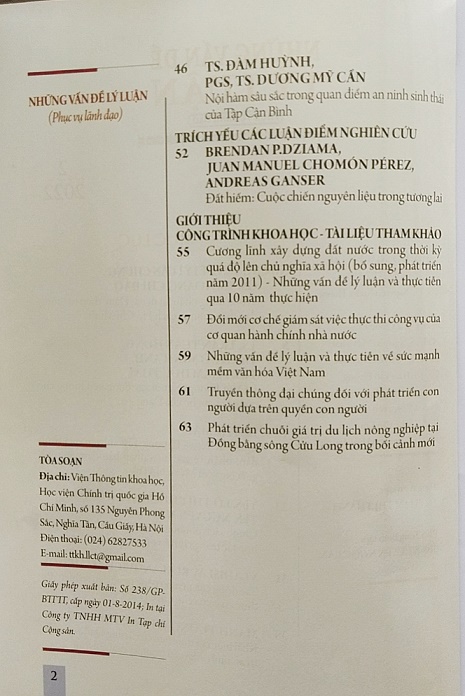 NHỮNG VẤN ĐỀ LÝ LUẬN
(Phục vụ lãnh đạo)
46 TS. ĐÀM HUỲNH,
PGS, TS. DƯƠNG MỸ CẦN
Nội hàm sâu sắc trong quan điểm an ninh sinh thái
của Tập Cận Bình
TRÍCH YẾU CÁC LUẬN ĐIỂM NGHIÊN CỨU
52 BRENDAN P.DZIAMA,
JUAN MANUEL CHOMÓN PÉREZ,
ANDREAS GANSER
Đất hiếm: Cuộc chiến nguyên liệu trong tương lai
GIỚI THIỆU
CÔNG TRÌNH KHOA HỌC - TÀI LIỆU THAM KHẢO
55 Cương lĩnh xây dựng đất nước trong thời kỳ
quá độ lên chủ nghĩa xã hội (bổ sung, phát triển
năm 2011) - Những vấn đề lý luận và thực tiễn
qua 10 năm thực hiện
57 Đổi mới cơ chế giám sát việc thực thi công vụ của
cơ quan hành chính nhà nước
59 Những vấn đề lý luận và thực tiễn về sức mạnh
mềm văn hóa Việt Nam
61 Truyền thông đại chúng đối với phát triển con
người dựa trên quyền con người
63 Phát triển chuỗi giá trị du lịch nông nghiệp tại
Đồng bằng sông Cửu Long trong bối cảnh mới
TÒA SOẠN
Địa chỉ: Viện Thông tin khoa học,
Học viện Chính trị quốc gia Hồ
Chí Minh, số 135 Nguyễn Phong
Sắc, Nghĩa Tân, Cầu Giấy, Hà Nội
Điện thoại: (024) 62827533
E-mail: ttkh.llct@gmail.com
Giấy phép xuất bản: Số 238/GP-
BTTTT, cấp ngày 01-8-2014; In tại
Công ty TNHH MTV In Tạp chí
Cộng sản.
2